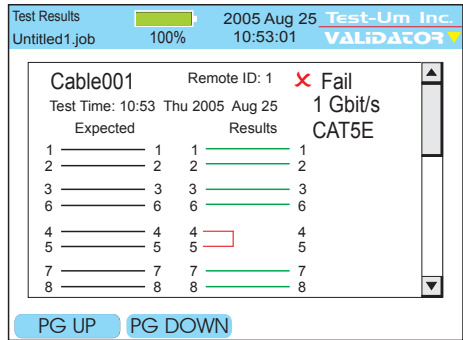 Test Results 2005 Aug 25 Test-Um Inc.
Untitled1.job 100% 10:53:01 VALiDATOR
Cable001 Remote ID: 1 X Fail
Test Time: 10:53 Thu 2005 Aug 25 1 Gbit/s
Expected Results CAT5E
1 1 1 1
2 2 2 2
3 3 3 3
6 6 6 6
4 4 4 4
5 5 5 5
7 7 7 7
8 8 8 8
PG UP PG DOWN